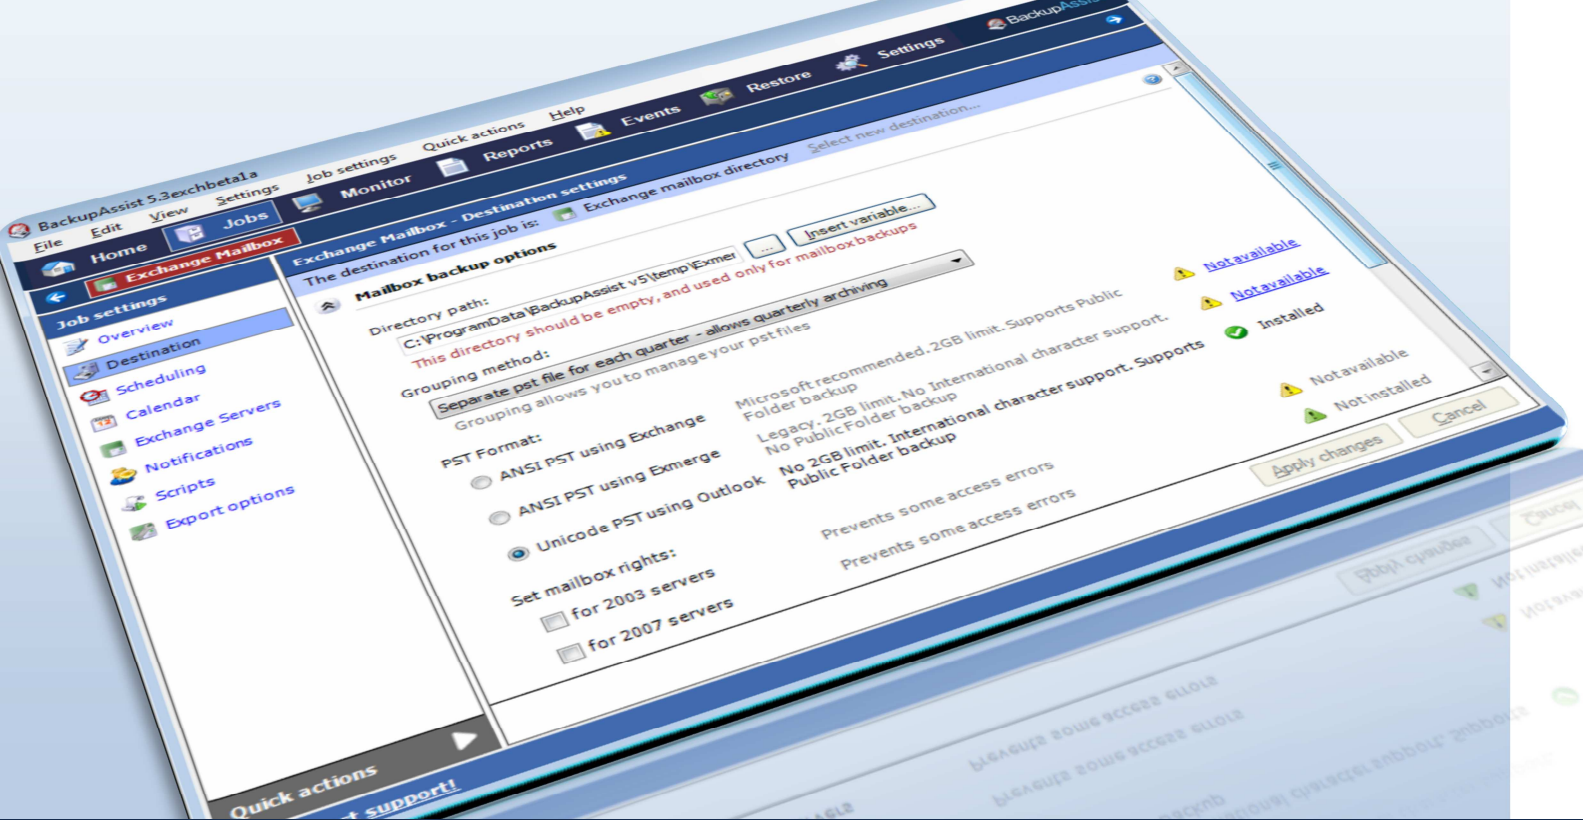 BackupAssist 5.3exchbeta1a
File Edit View Settings Job settings Quick actions Help
Home Jobs Monitor Reports Events Restore Settings
BackupAssist
Exchange Mailbox
Job settings
Overview
Destination
Scheduling
Calendar
Exchange Servers
Notifications
Scripts
Export options
Quick actions
support!
Exchange Mailbox - Destination settings
The destination for this job is: Exchange mailbox directory Select new destination...
Mailbox backup options
Directory path:
C:\ProgramData\BackupAssist v5\temp\Exmer ... Insert variable...
This directory should be empty, and used only for mailbox backups
Grouping method:
Separate pst file for each quarter - allows quarterly archiving
Grouping allows you to manage your pst files
PST Format:
ANSI PST using Exchange Microsoft recommended. 2GB limit. Supports Public Not available
Folder backup
ANSI PST using Exmerge Legacy. 2GB limit. No International character support. Not available
No Public Folder backup
Unicode PST using Outlook No 2GB limit. International character support. Supports Installed
Public Folder backup
Set mailbox rights:
for 2003 servers Prevents some access errors Not available
for 2007 servers Prevents some access errors Not installed
Apply changes Cancel